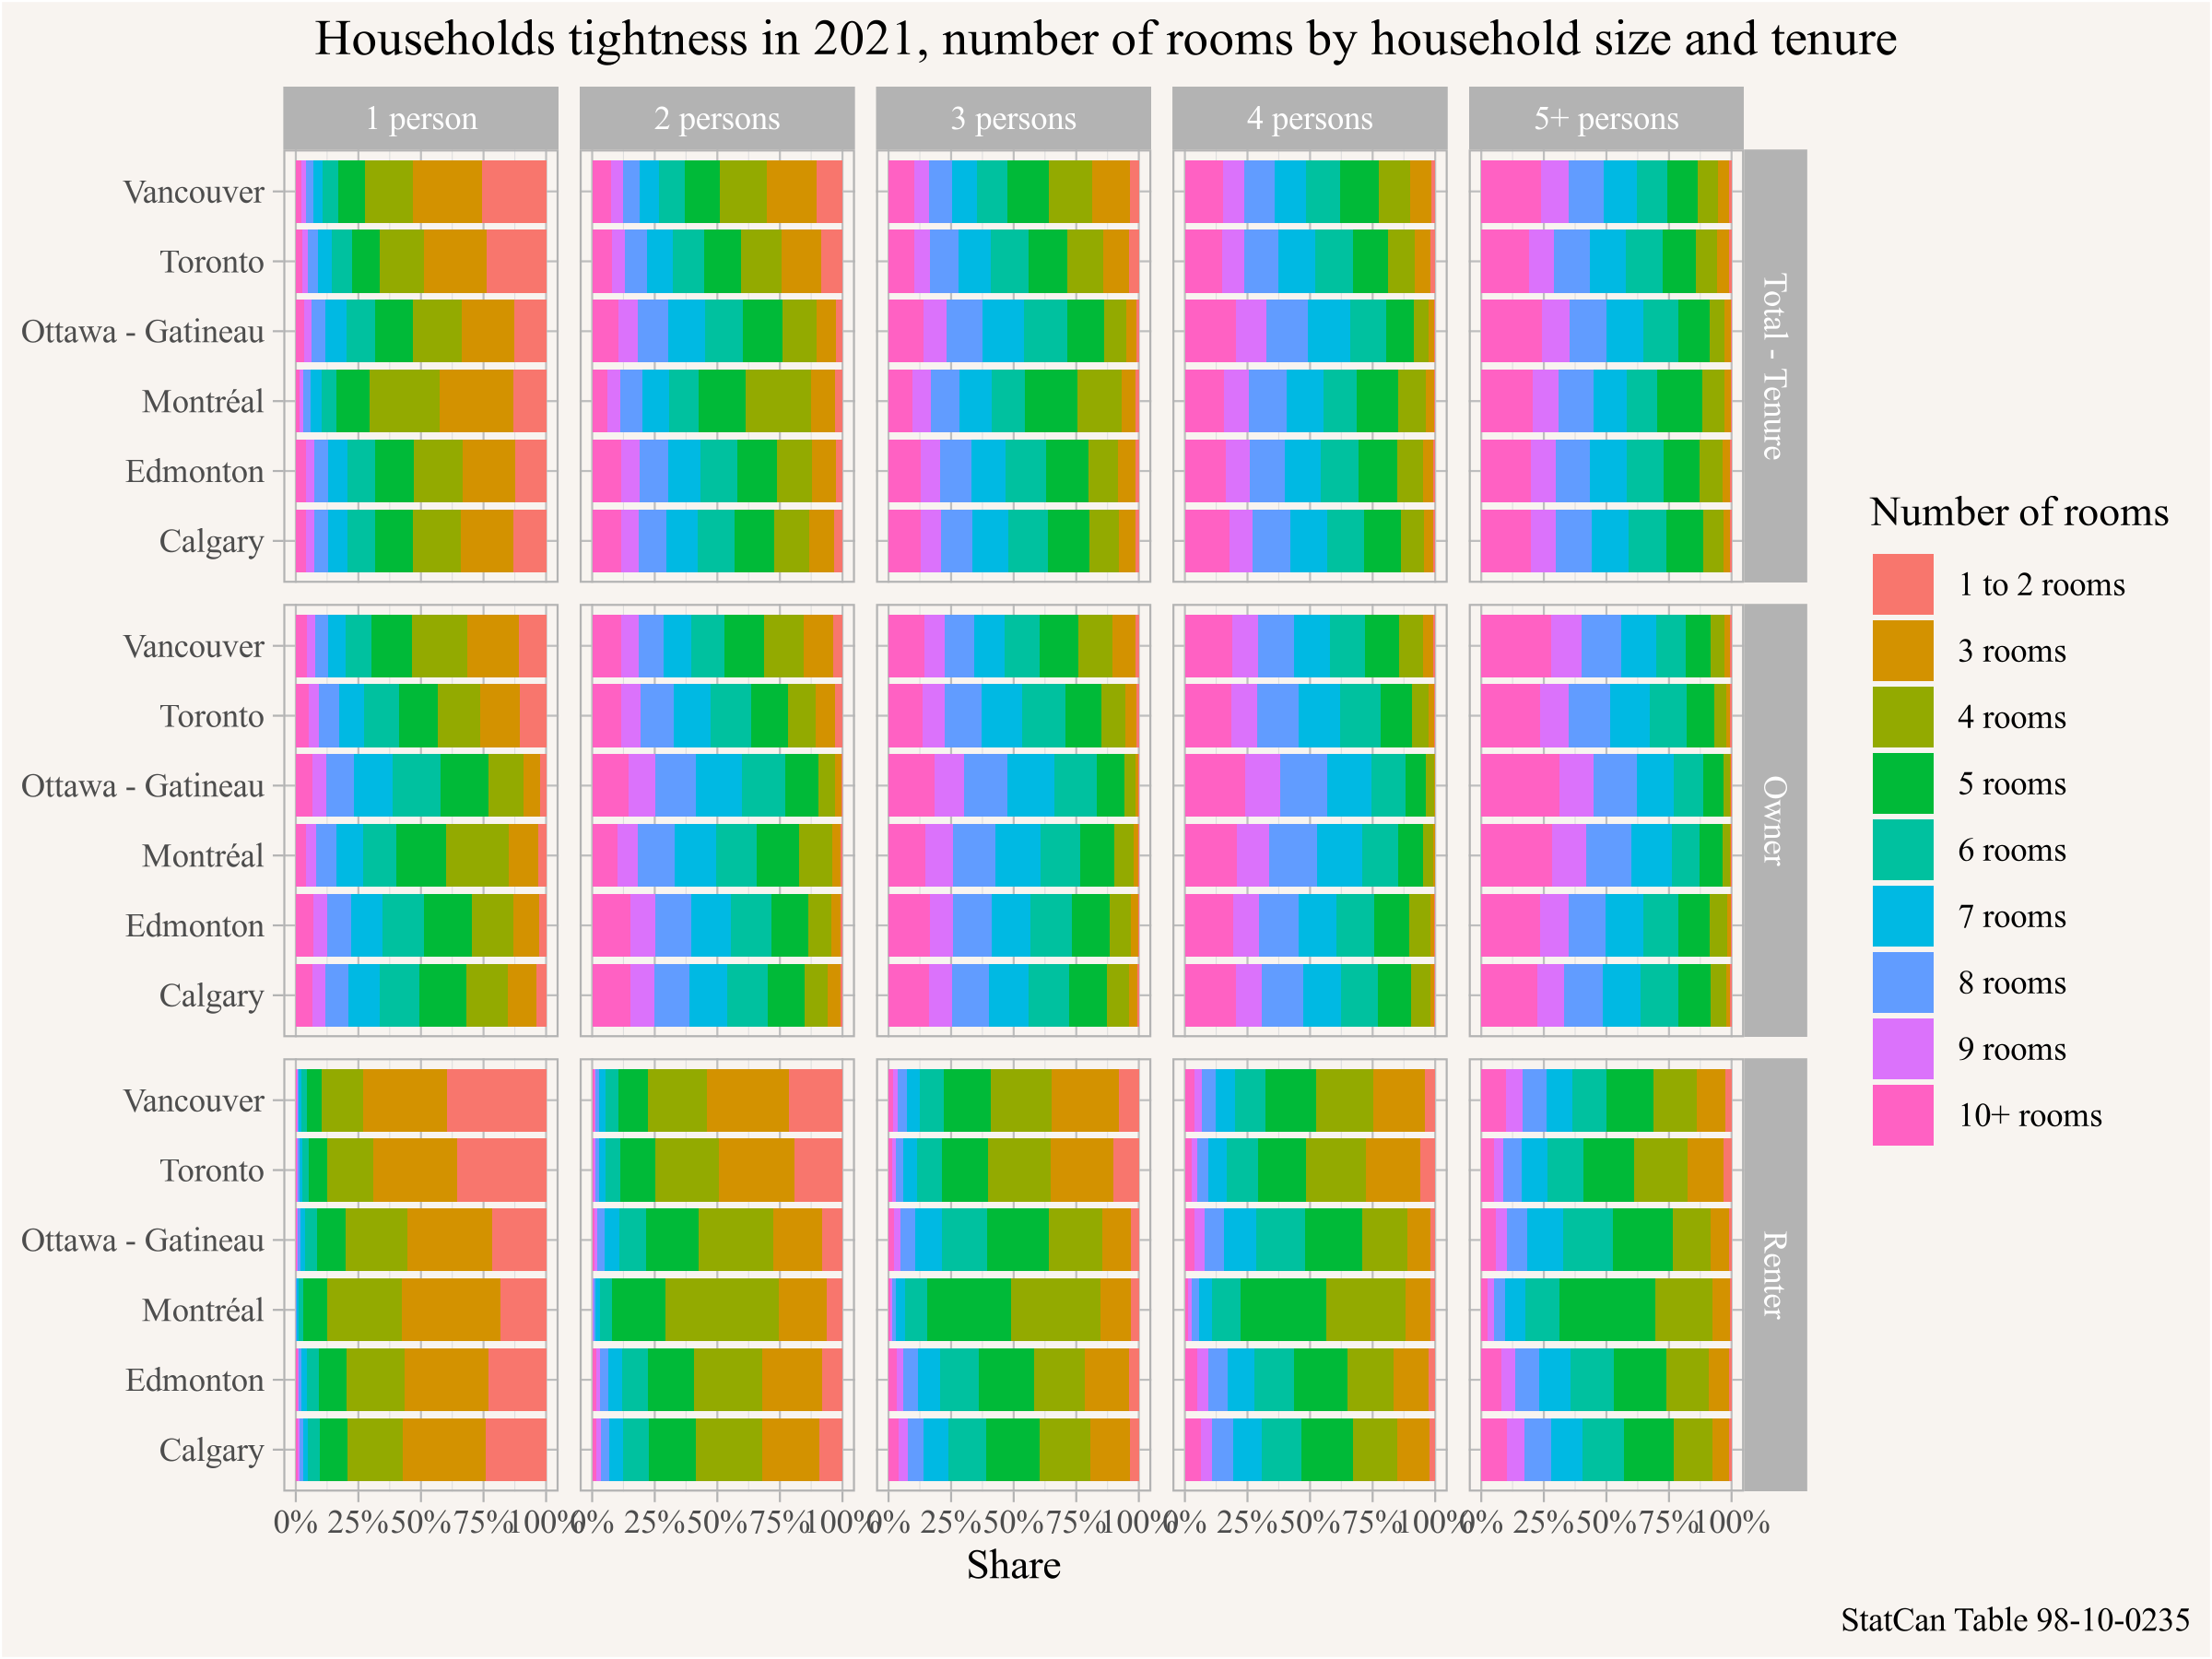 Households tightness in 2021, number of rooms by household size and tenure
1 person
2 persons
3 persons
4 persons
5+ persons
Vancouver
Toronto
Ottawa - Gatineau
Montréal
Edmonton
Calgary
Total - Tenure
Vancouver
Toronto
Ottawa - Gatineau
Montréal
Edmonton
Calgary
Owner
Vancouver
Toronto
Ottawa - Gatineau
Montréal
Edmonton
Calgary
Renter
0% 25% 50% 75% 100% 0% 25% 50% 75% 100% 0% 25% 50% 75% 100% 0% 25% 50% 75% 100% 0% 25% 50% 75% 100%
Share
Number of rooms
1 to 2 rooms
3 rooms
4 rooms
5 rooms
6 rooms
7 rooms
8 rooms
9 rooms
10+ rooms
StatCan Table 98-10-0235